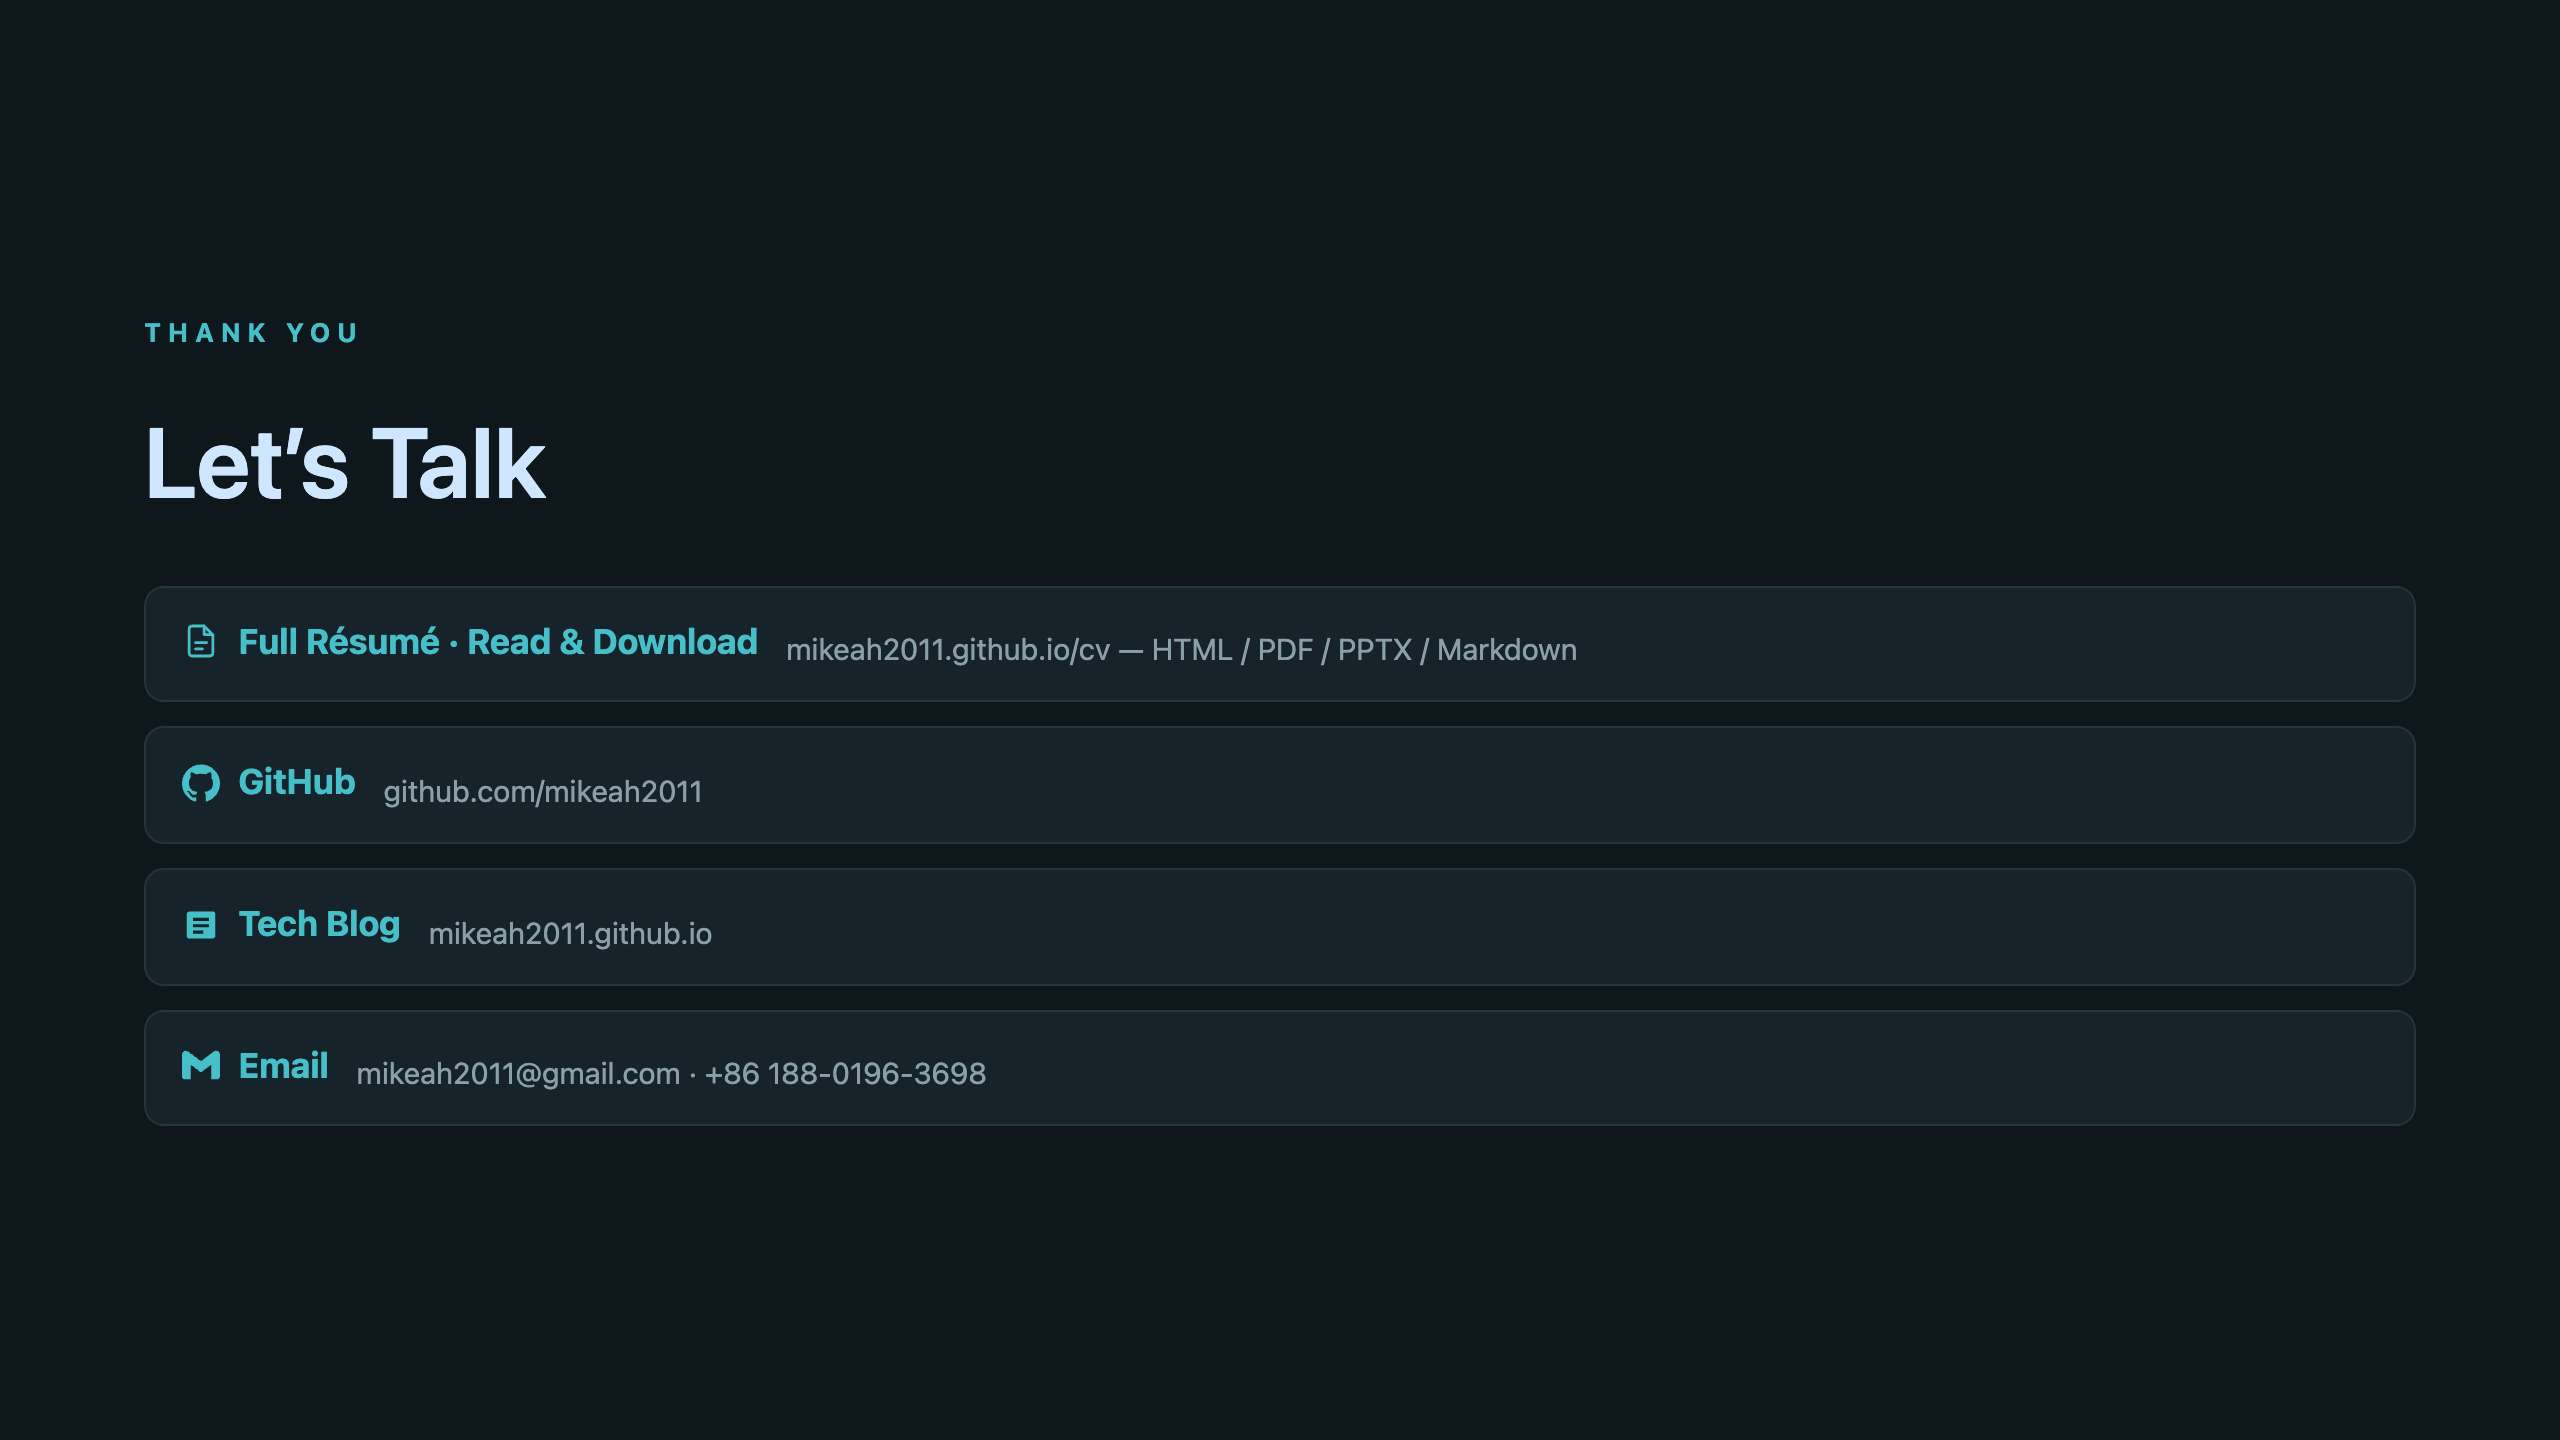 THANK YOU
Let’s Talk
Full Résumé · Read & Download mikeah2011.github.io/cv — HTML / PDF / PPTX / Markdown
GitHub github.com/mikeah2011
Tech Blog mikeah2011.github.io
Email mikeah2011@gmail.com · +86 188-0196-3698